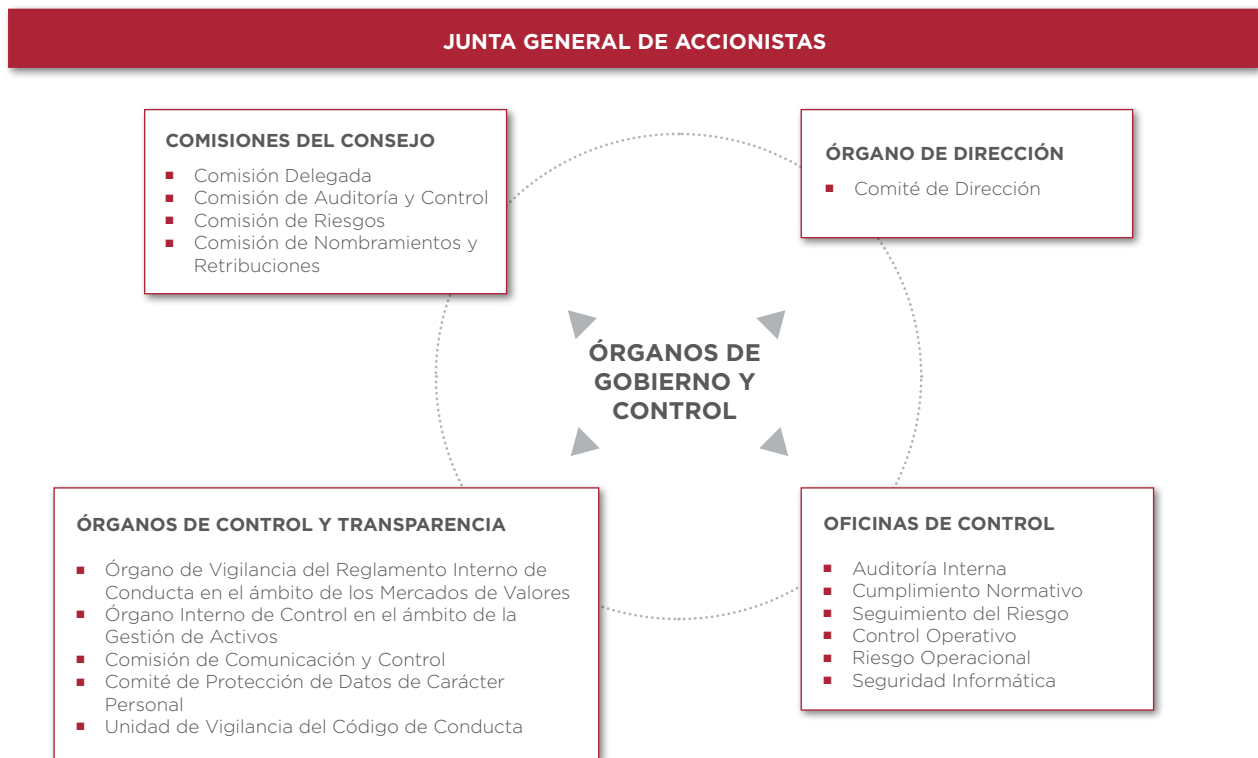 JUNTA GENERAL DE ACCIONISTAS
COMISIONES DEL CONSEJO
▪ Comisión Delegada
▪ Comisión de Auditoría y Control
▪ Comisión de Riesgos
▪ Comisión de Nombramientos y
Retribuciones
ÓRGANO DE DIRECCIÓN
▪ Comité de Dirección
ÓRGANOS DE
GOBIERNO Y
CONTROL
ÓRGANOS DE CONTROL Y TRANSPARENCIA
▪ Órgano de Vigilancia del Reglamento Interno de
Conducta en el ámbito de los Mercados de Valores
▪ Órgano Interno de Control en el ámbito de la
Gestión de Activos
▪ Comisión de Comunicación y Control
▪ Comité de Protección de Datos de Carácter
Personal
▪ Unidad de Vigilancia del Código de Conducta
OFICINAS DE CONTROL
▪ Auditoría Interna
▪ Cumplimiento Normativo
▪ Seguimiento del Riesgo
▪ Control Operativo
▪ Riesgo Operacional
▪ Seguridad Informática